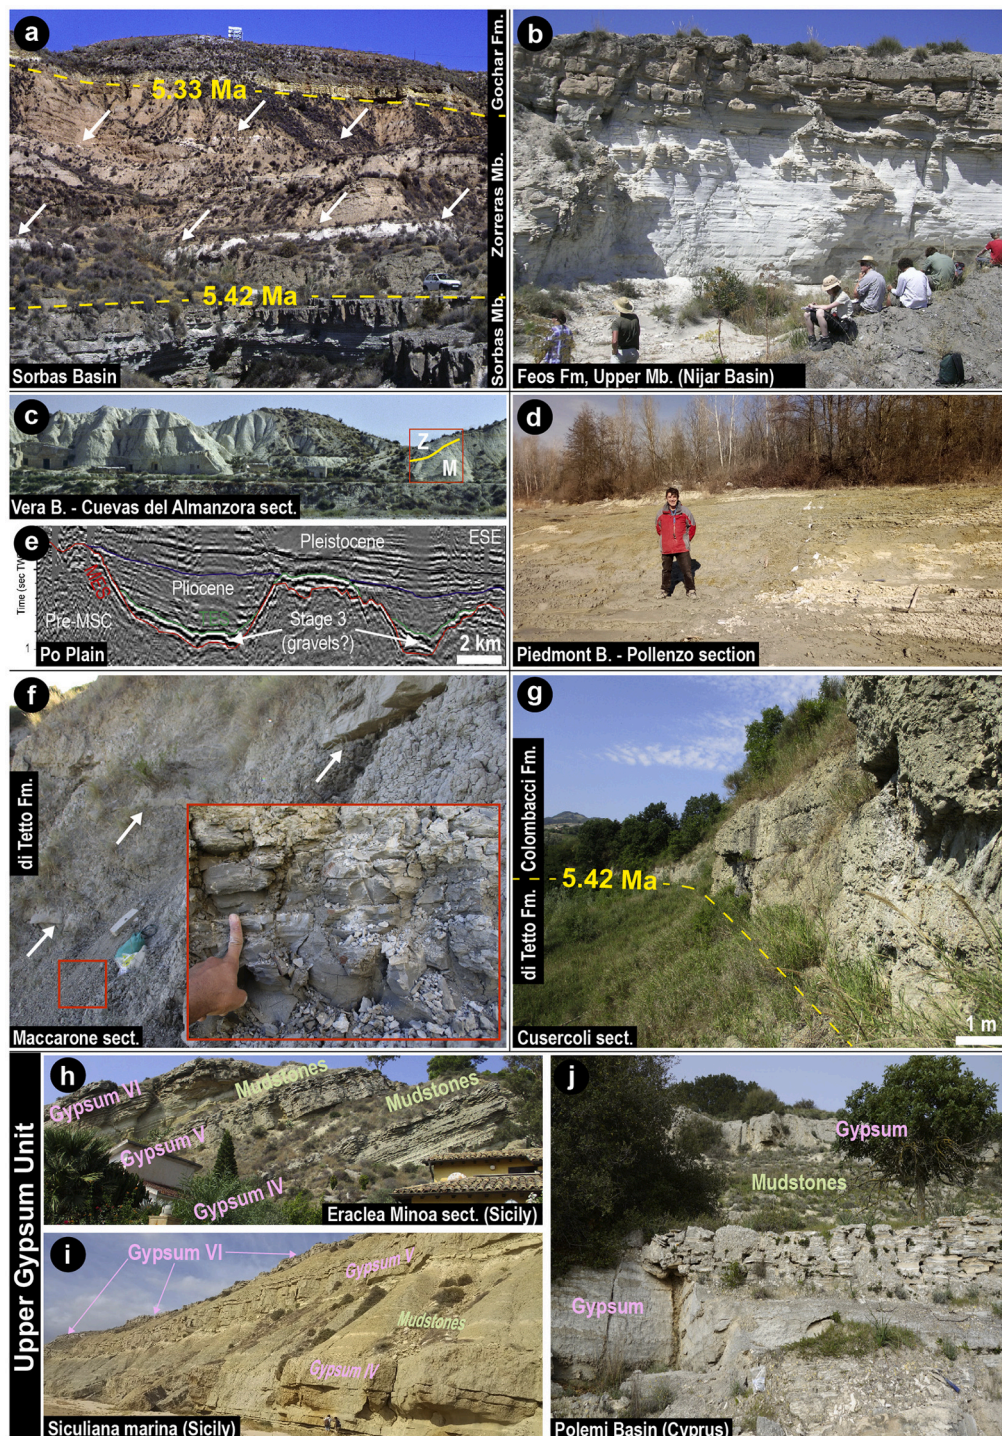 a
5.33 Ma
5.42 Ma
Sorbas Basin
Gochar Fm.
Zorreras Mb.
Sorbas Mb.
b
Feos Fm, Upper Mb. (Nijar Basin)
c
Z
M
Vera B. - Cuevas del Almanzora sect.
d
Piedmont B. - Pollenzo section
e
Pleistocene
ESE
Pliocene
MES
Pre-MSC
Stage 3
(gravels?)
2 km
1
Po Plain
f
di Tetto Fm.
Maccarone sect.
g
Colombacci Fm.
5.42 Ma
di Tetto Fm.
1 m
Cusercoli sect.
Upper Gypsum Unit
h
Gypsum VI
Mudstones
Mudstones
Gypsum V
Gypsum IV
Eraclea Minoa sect. (Sicily)
i
Gypsum VI
Gypsum V
Mudstones
Gypsum IV
Siculiana marina (Sicily)
j
Gypsum
Mudstones
Gypsum
Polemi Basin (Cyprus)